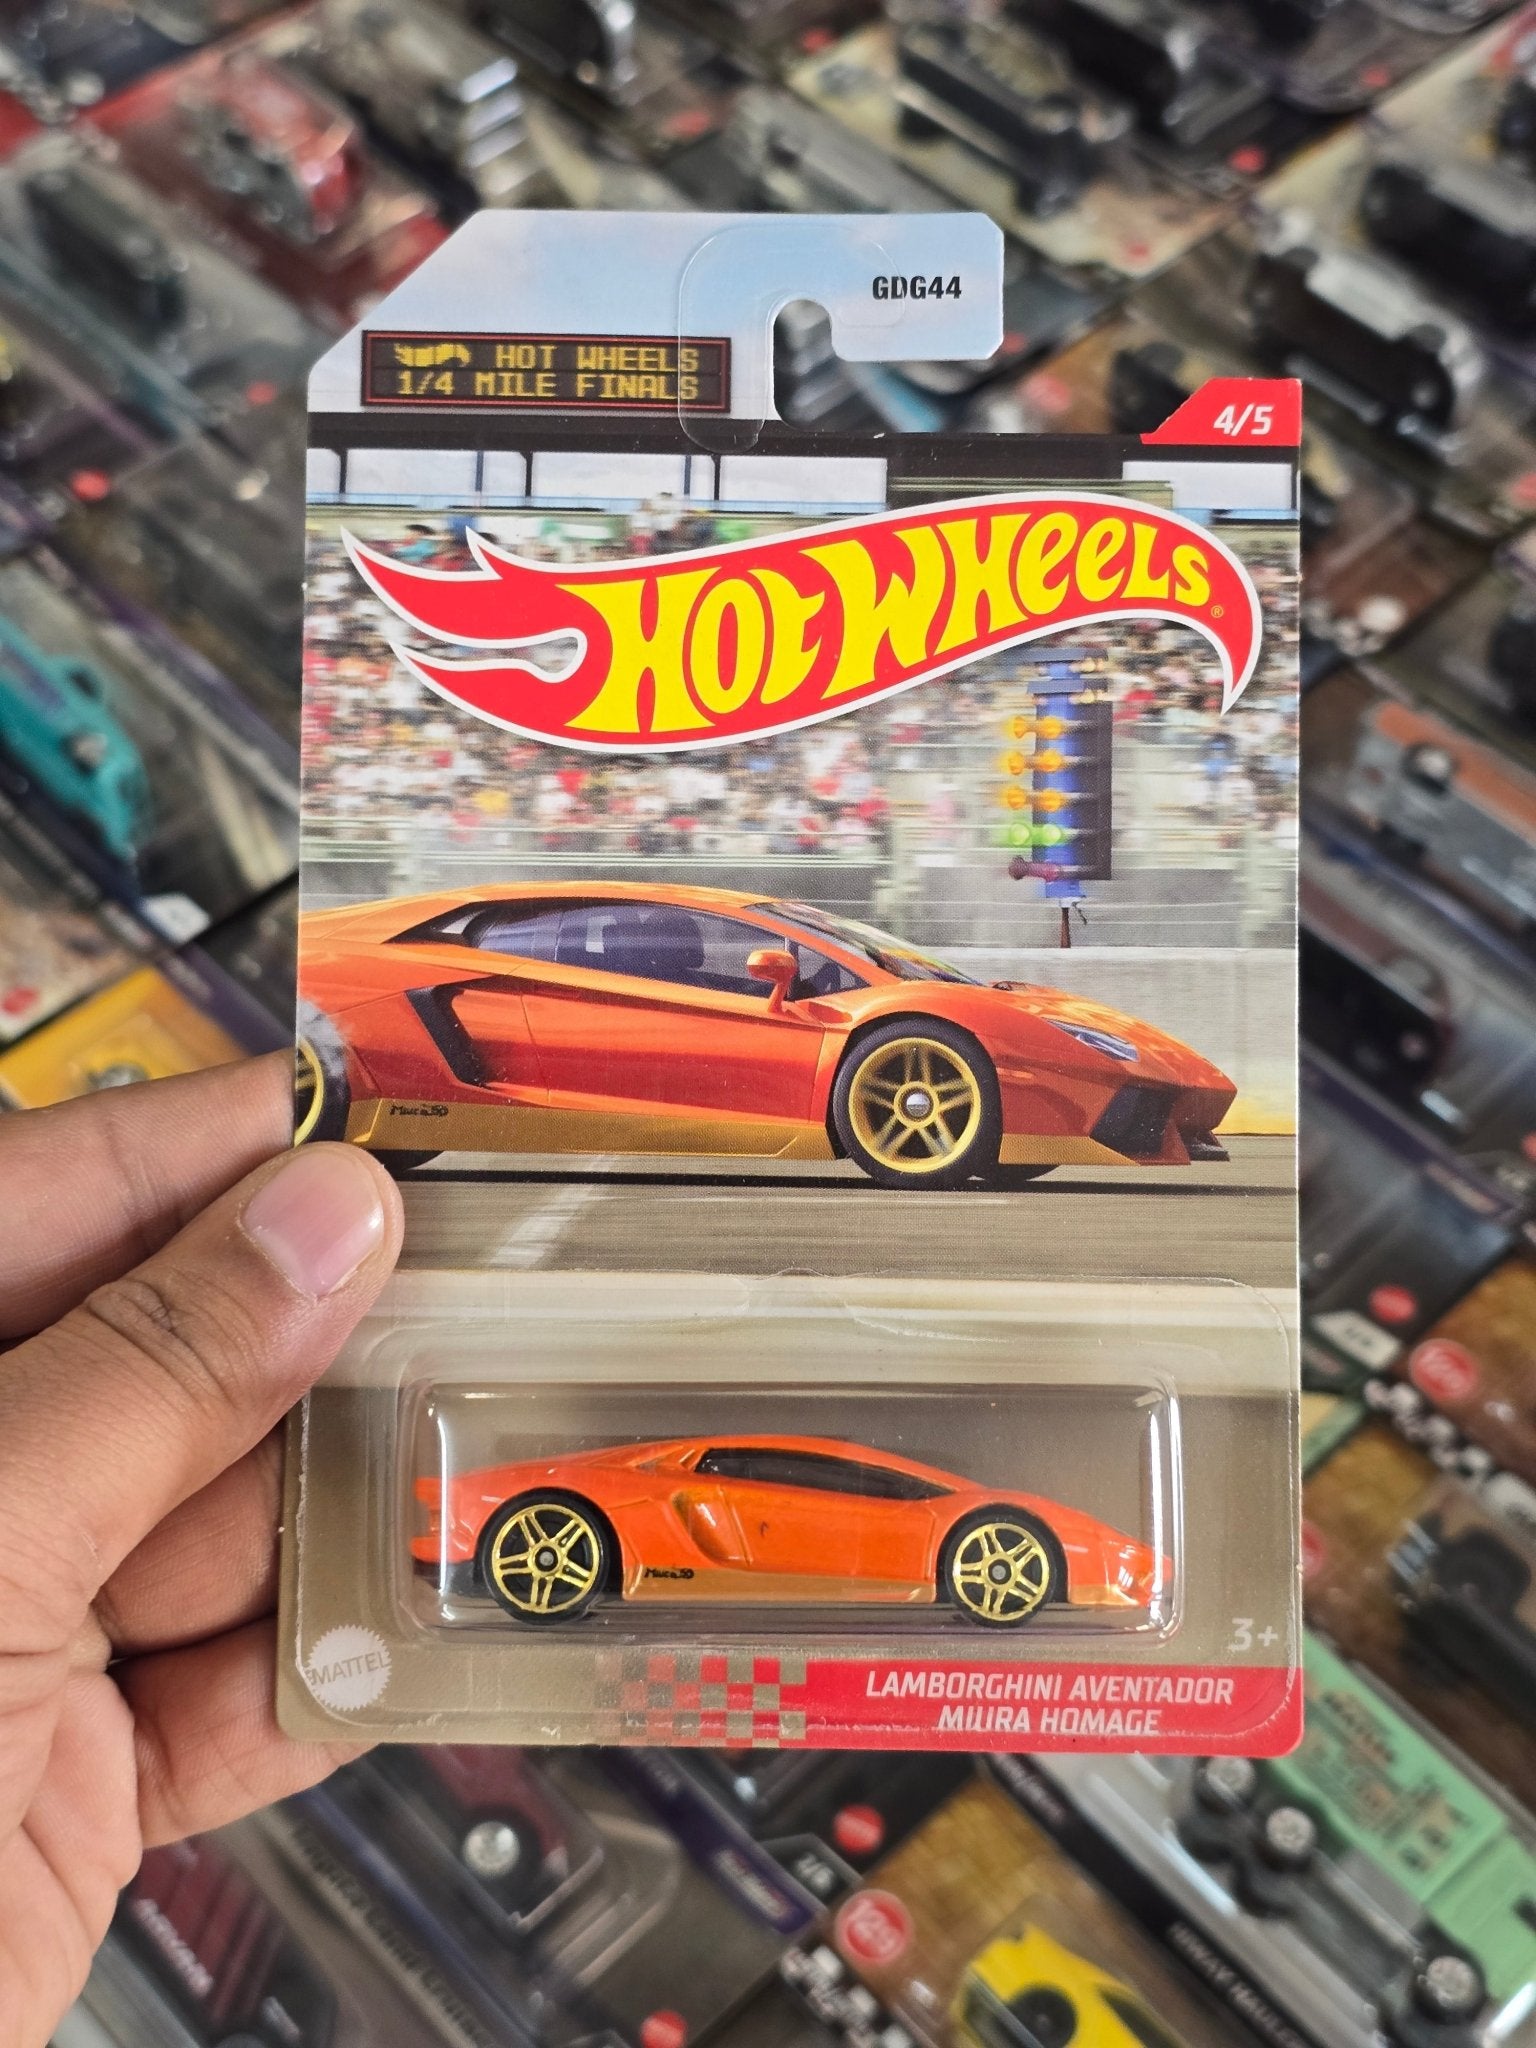 GDG44
HOT WHEELS
1/4 MILE FINALS
4/5
HOT WHEELS®
Miura 50
Miura 50
3+
MATTEL
LAMBORGHINI AVENTADOR
MIURA HOMAGE
129